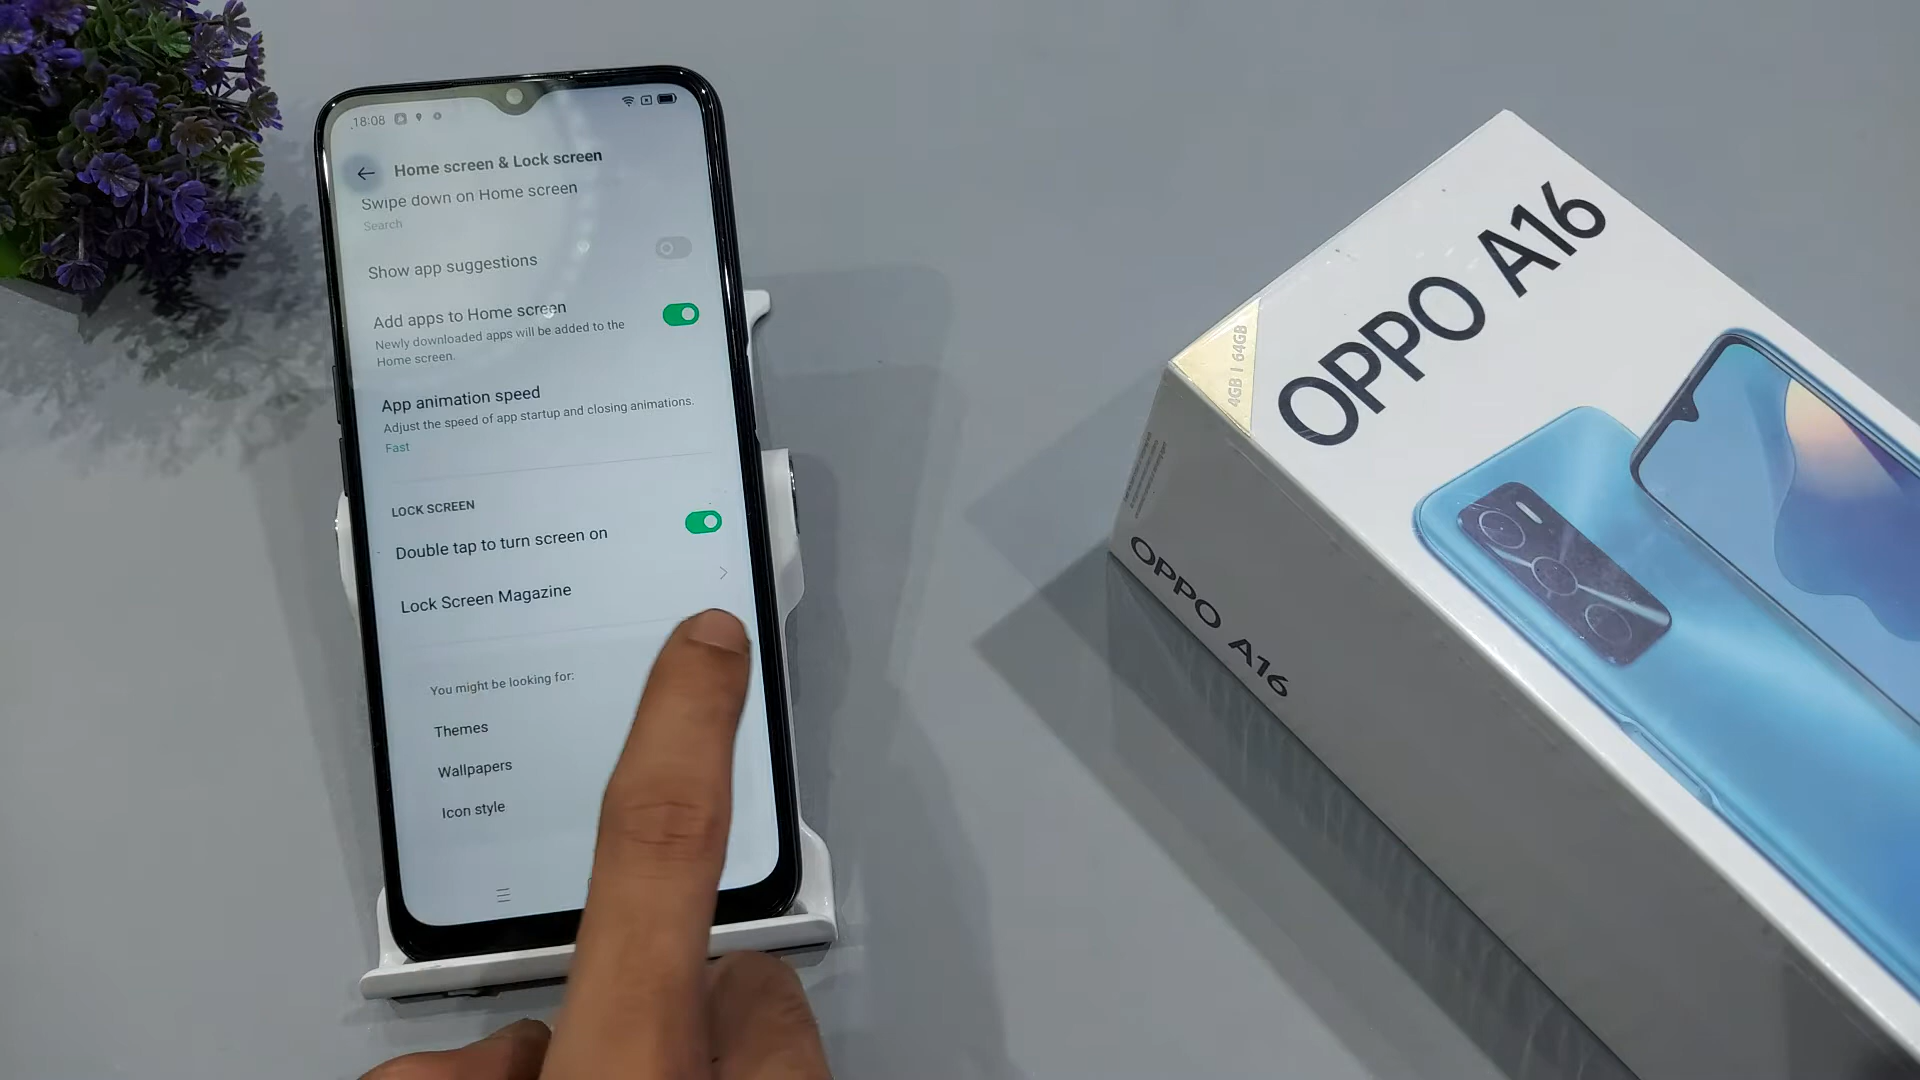 18:08
Home screen & Lock screen
Swipe down on Home screen
Search
Show app suggestions
Add apps to Home screen
Newly downloaded apps will be added to the
Home screen.
App animation speed
Adjust the speed of app startup and closing animations.
Fast
LOCK SCREEN
Double tap to turn screen on
Lock Screen Magazine
You might be looking for:
Themes
Wallpapers
Icon style
OPPO A16
4GB | 64GB
OPPO A16